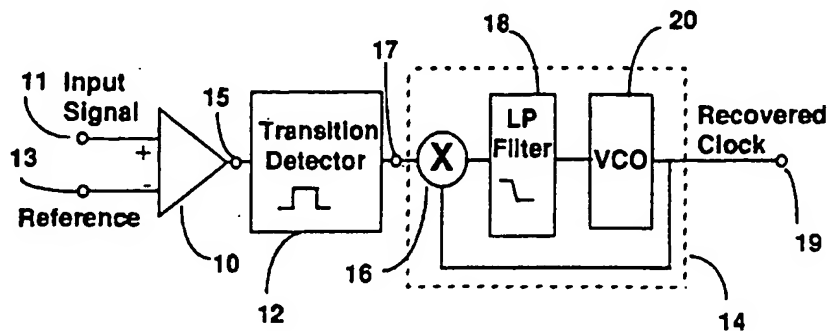 18
20
17
11 Input
Signal
15
13
+
-
Transition
Detector
X
LP
Filter
VCO
Recovered
Clock
Reference
10
12
16
19
14